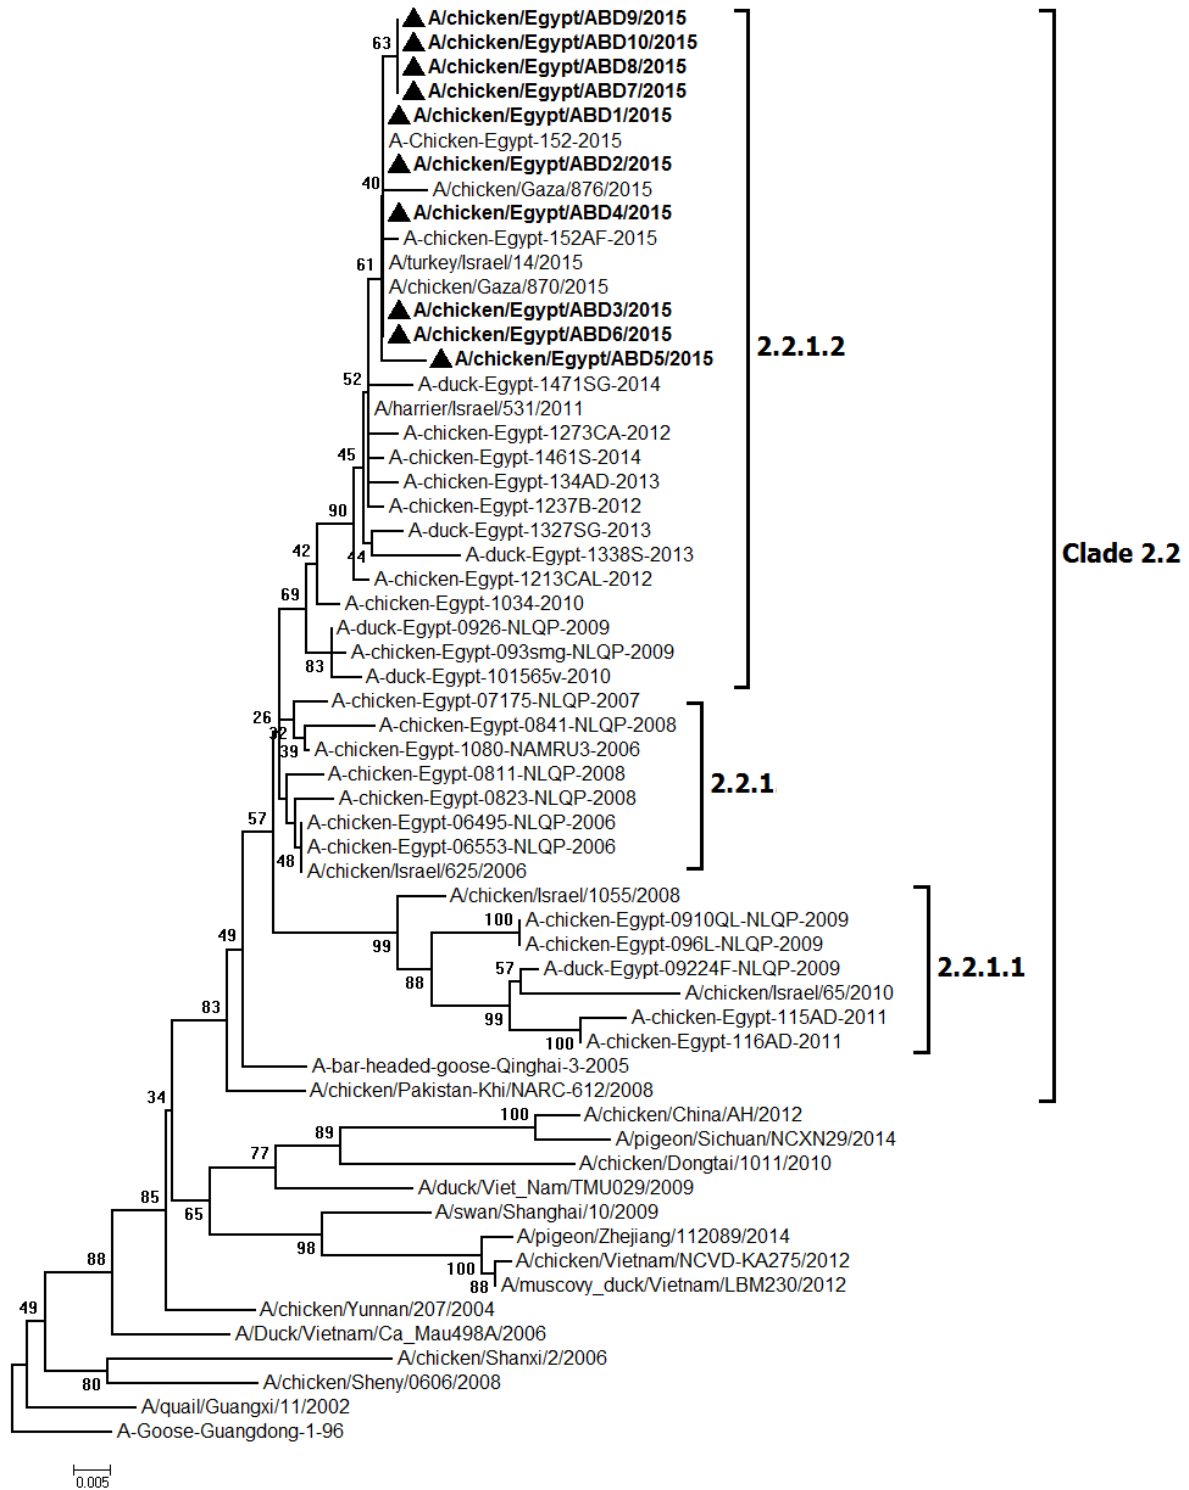 A/chicken/Egypt/ABD9/2015
63
A/chicken/Egypt/ABD10/2015
A/chicken/Egypt/ABD8/2015
A/chicken/Egypt/ABD7/2015
A/chicken/Egypt/ABD1/2015
A-Chicken-Egypt-152-2015
A/chicken/Egypt/ABD2/2015
40
A/chicken/Gaza/876/2015
A/chicken/Egypt/ABD4/2015
A-chicken-Egypt-152AF-2015
61
A/turkey/Israel/14/2015
A/chicken/Gaza/870/2015
A/chicken/Egypt/ABD3/2015
A/chicken/Egypt/ABD6/2015
2.2.1.2
A/chicken/Egypt/ABD5/2015
52
A-duck-Egypt-1471SG-2014
A/harrier/Israel/531/2011
A-chicken-Egypt-1273CA-2012
45
A-chicken-Egypt-1461S-2014
A-chicken-Egypt-134AD-2013
90
A-chicken-Egypt-1237B-2012
A-duck-Egypt-1327SG-2013
42
44
A-duck-Egypt-1338S-2013
Clade 2.2
A-chicken-Egypt-1213CAL-2012
69
A-chicken-Egypt-1034-2010
A-duck-Egypt-0926-NLQP-2009
A-chicken-Egypt-093smg-NLQP-2009
83
A-duck-Egypt-101565v-2010
A-chicken-Egypt-07175-NLQP-2007
26
A-chicken-Egypt-0841-NLQP-2008
32
39
A-chicken-Egypt-1080-NAMRU3-2006
A-chicken-Egypt-0811-NLQP-2008
2.2.1
A-chicken-Egypt-0823-NLQP-2008
57
A-chicken-Egypt-06495-NLQP-2006
A-chicken-Egypt-06553-NLQP-2006
48
A/chicken/Israel/625/2006
A/chicken/Israel/1055/2008
100
A-chicken-Egypt-0910QL-NLQP-2009
49
99
A-chicken-Egypt-096L-NLQP-2009
57
A-duck-Egypt-09224F-NLQP-2009
2.2.1.1
88
A/chicken/Israel/65/2010
83
99
A-chicken-Egypt-115AD-2011
100
A-chicken-Egypt-116AD-2011
A-bar-headed-goose-Qinghai-3-2005
A/chicken/Pakistan-Khi/NARC-612/2008
34
100
A/chicken/China/AH/2012
89
A/pigeon/Sichuan/NCXN29/2014
77
A/chicken/Dongtai/1011/2010
A/duck/Viet_Nam/TMU029/2009
85
65
A/swan/Shanghai/10/2009
A/pigeon/Zhejiang/112089/2014
98
88
100
A/chicken/Vietnam/NCVD-KA275/2012
88
A/muscovy_duck/Vietnam/LBM230/2012
49
A/chicken/Yunnan/207/2004
A/Duck/Vietnam/Ca_Mau498A/2006
A/chicken/Shanxi/2/2006
80
A/chicken/Sheny/0606/2008
A/quail/Guangxi/11/2002
A-Goose-Guangdong-1-96
0.005